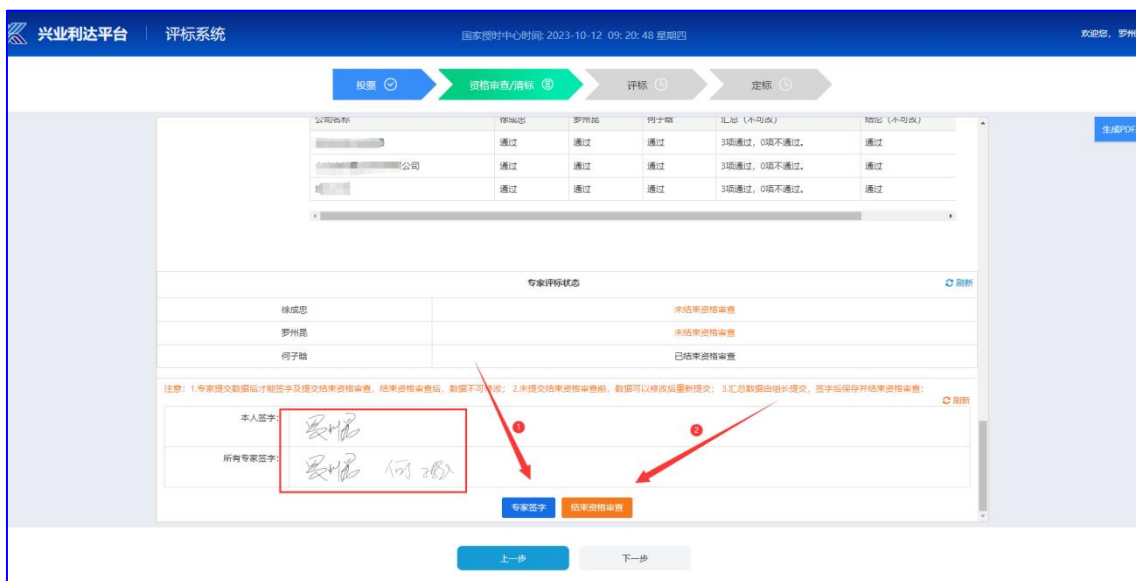 兴业利达平台 评标系统 国家授时中心时间: 2023-10-12 09:20:48 星期四 欢迎您，罗州
投票 资格审查/清标 评标 定标
生成PDF
公司名称 徐成思 罗州昆 何子晗 汇总（不可改） 结论（不可改）
通过 通过 通过 3项通过，0项不通过。 通过
公司 通过 通过 通过 3项通过，0项不通过。 通过
通过 通过 通过 3项通过，0项不通过。 通过
专家评标状态 刷新
徐成思 未结束资格审查
罗州昆 未结束资格审查
何子晗 已结束资格审查
注意：1.专家提交数据后才能签字及提交结束资格审查，结束资格审查后，数据不可修改； 2.未提交结束资格审查前，数据可以修改后重新提交； 3.汇总数据由组长提交，签字后保存并结束资格审查；
刷新
本人签字: 罗州昆
1 2
所有专家签字: 罗州昆 何子晗
专家签字 结束资格审查
上一步 下一步